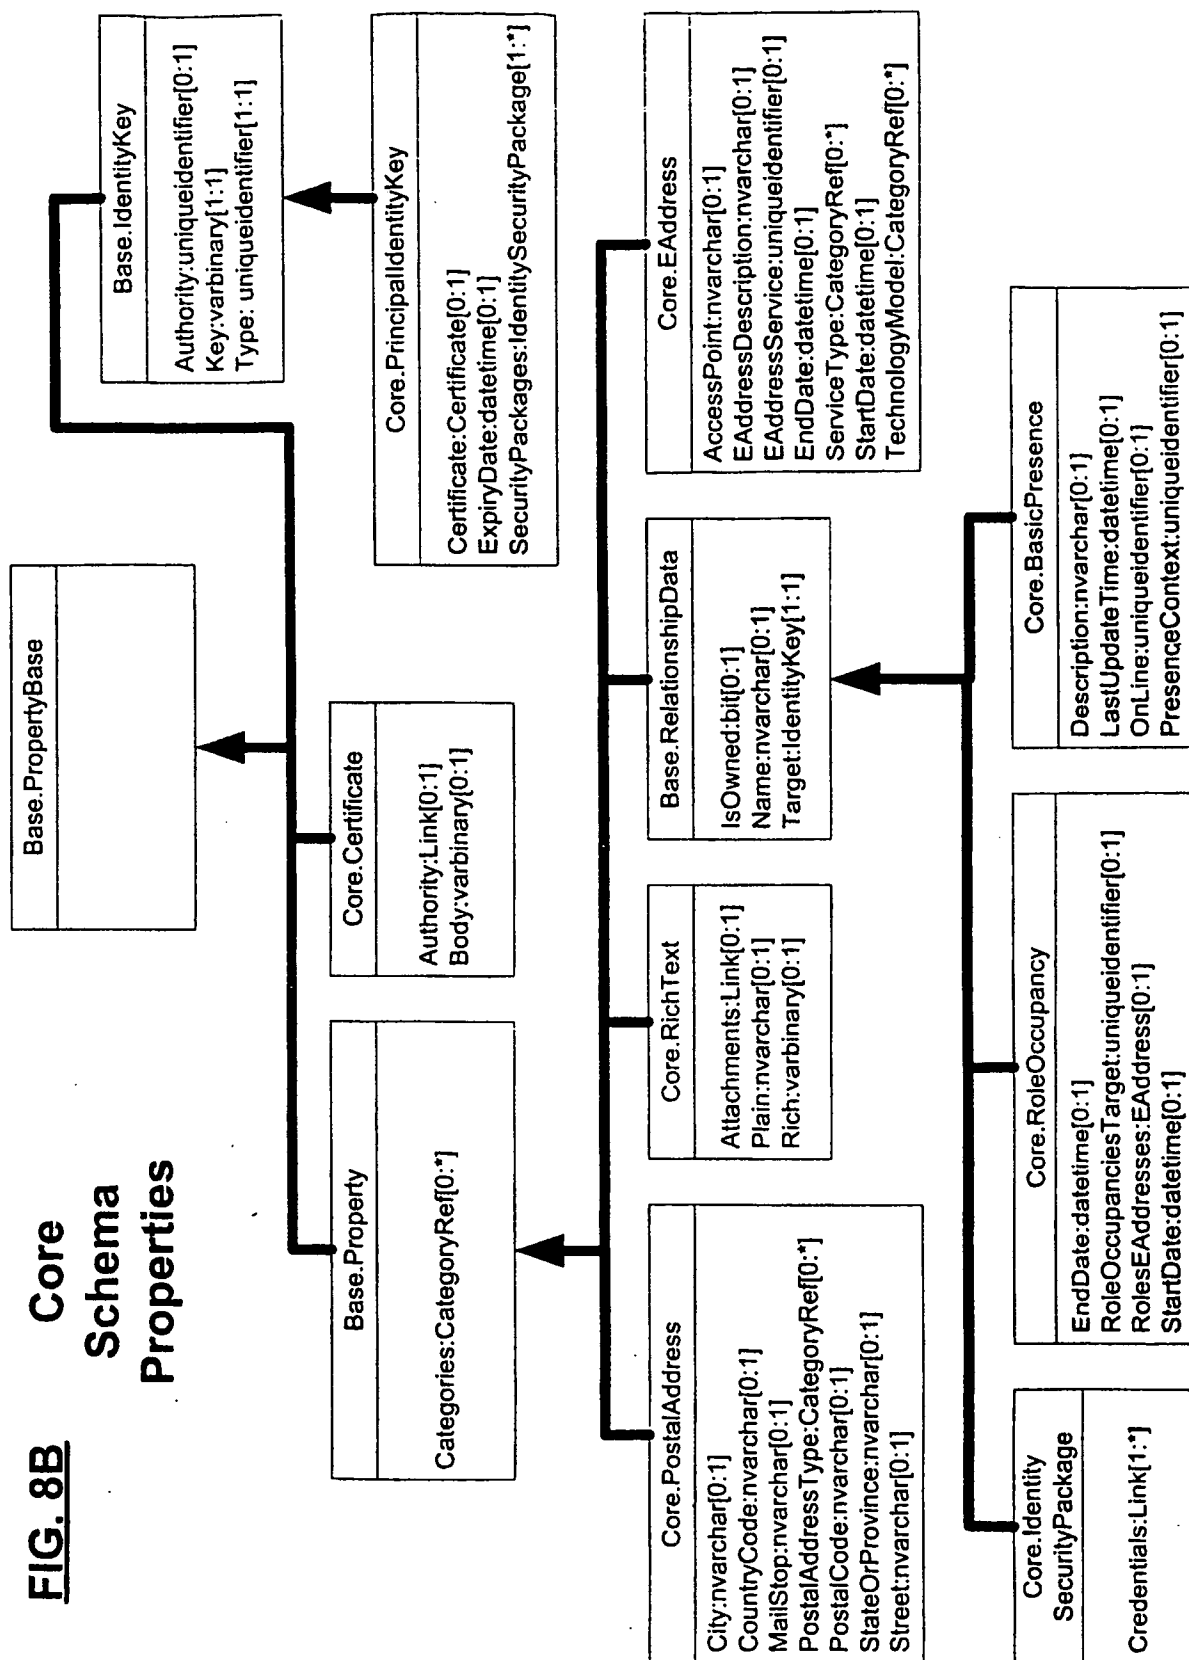 FIG. 8B
Core
Schema
Properties
Base.PropertyBase
Base.Property
Categories:CategoryRef[0:*]
Core.Certificate
Authority:Link[0:1]
Body:varbinary[0:1]
Base.IdentityKey
Authority:uniqueidentifier[0:1]
Key:varbinary[1:1]
Type: uniqueidentifier[1:1]
Core.PrincipalIdentityKey
Certificate:Certificate[0:1]
ExpiryDate:datetime[0:1]
SecurityPackages:IdentitySecurityPackage[1:*]
Core.PostalAddress
City:nvarchar[0:1]
CountryCode:nvarchar[0:1]
MailStop:nvarchar[0:1]
PostalAddressType:CategoryRef[0:*]
PostalCode:nvarchar[0:1]
StateOrProvince:nvarchar[0:1]
Street:nvarchar[0:1]
Core.RichText
Attachments:Link[0:1]
Plain:nvarchar[0:1]
Rich:varbinary[0:1]
Base.RelationshipData
IsOwned:bit[0:1]
Name:nvarchar[0:1]
Target:IdentityKey[1:1]
Core.EAddress
AccessPoint:nvarchar[0:1]
EAddressDescription:nvarchar[0:1]
EAddressService:uniqueidentifier[0:1]
EndDate:datetime[0:1]
ServiceType:CategoryRef[0:*]
StartDate:datetime[0:1]
TechnologyModel:CategoryRef[0:*]
Core.Identity
SecurityPackage
Credentials:Link[1:*]
Core.RoleOccupancy
EndDate:datetime[0:1]
RoleOccupanciesTarget:uniqueidentifier[0:1]
RolesEAddresses:EAddress[0:1]
StartDate:datetime[0:1]
Core.BasicPresence
Description:nvarchar[0:1]
LastUpdateTime:datetime[0:1]
OnLine:uniqueidentifier[0:1]
PresenceContext:uniqueidentifier[0:1]